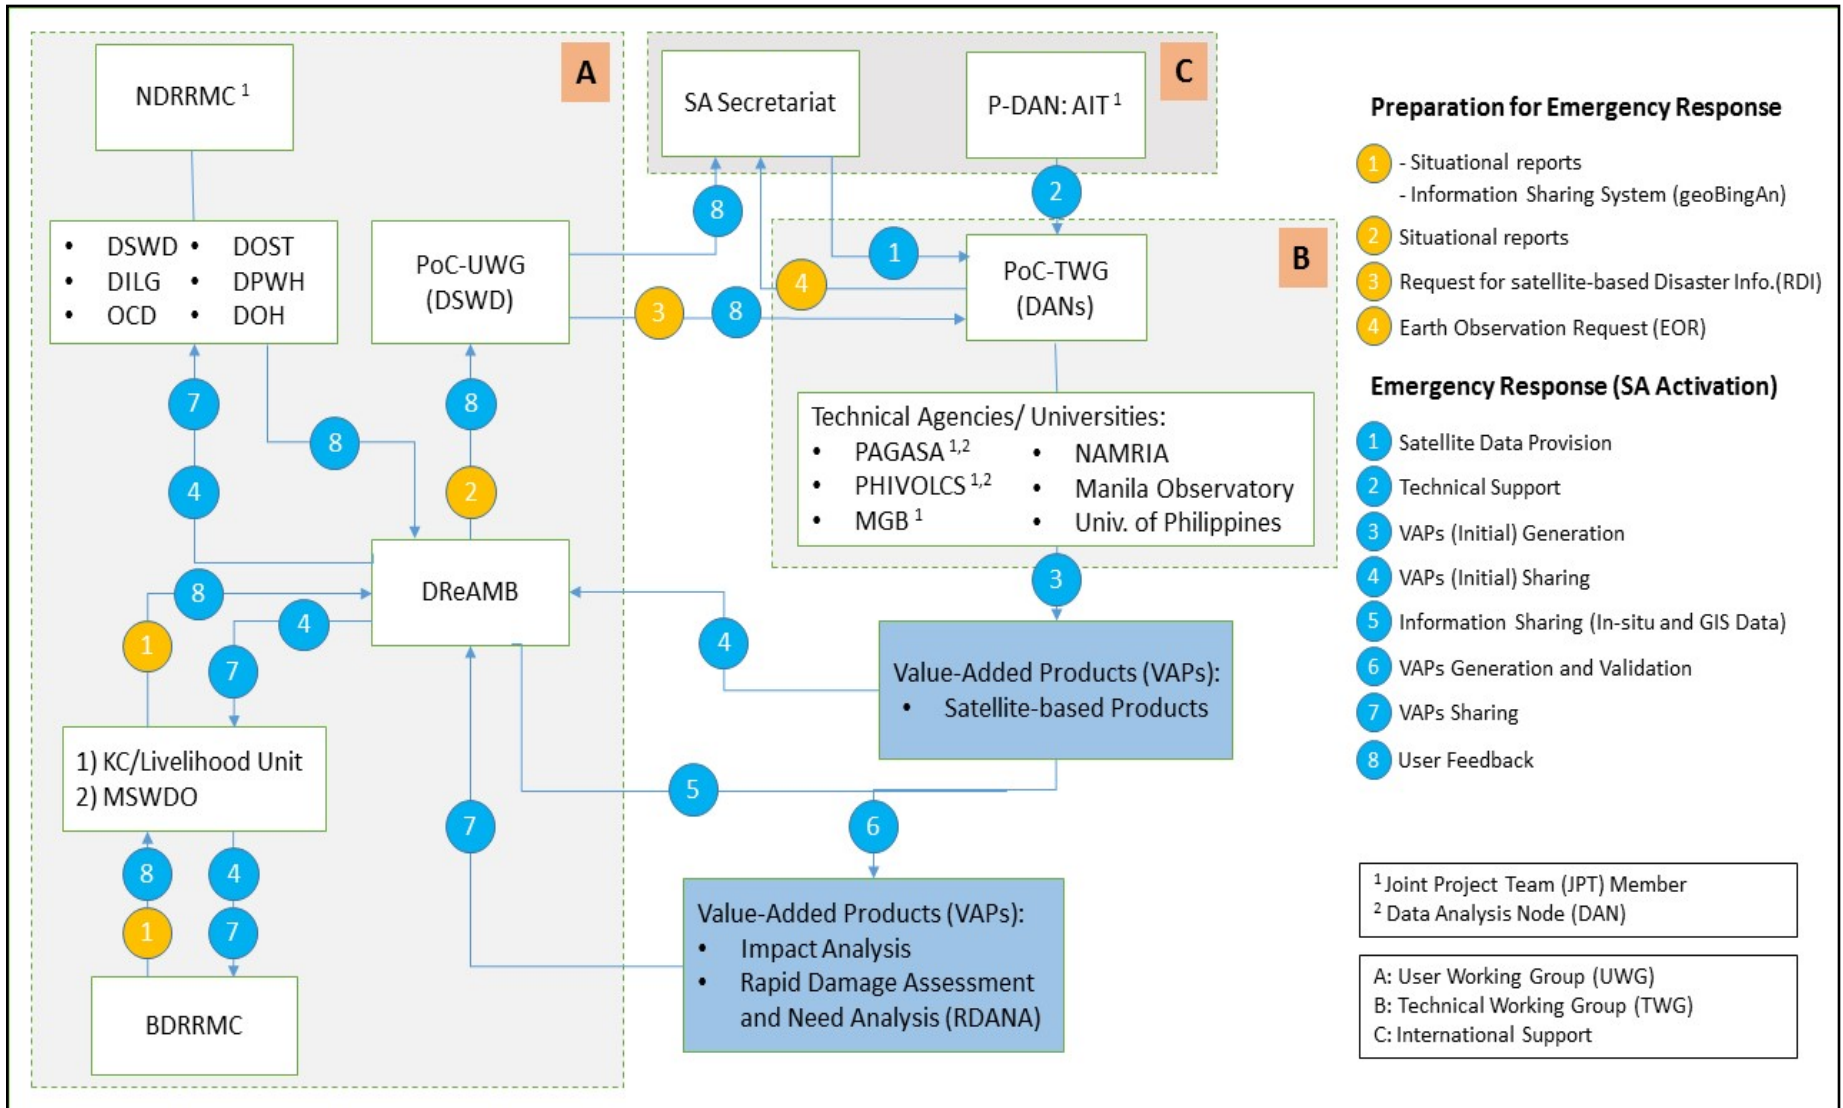 A
NDRRMC 1
• DSWD • DOST
• DILG • DPWH
• OCD • DOH
PoC-UWG
(DSWD)
7
8
8
4
2
DReAMB
8
4
1
7
1) KC/Livelihood Unit
2) MSWDO
8
4
1
7
BDRRMC
C
SA Secretariat
P-DAN: AIT 1
8
2
B
1
4
3
8
PoC-TWG
(DANs)
Technical Agencies/ Universities:
• PAGASA 1,2 • NAMRIA
• PHIVOLCS 1,2 • Manila Observatory
• MGB 1 • Univ. of Philippines
3
4
Value-Added Products (VAPs):
• Satellite-based Products
5
7
6
Value-Added Products (VAPs):
• Impact Analysis
• Rapid Damage Assessment
and Need Analysis (RDANA)
Preparation for Emergency Response
1 - Situational reports
- Information Sharing System (geoBingAn)
2 Situational reports
3 Request for satellite-based Disaster Info.(RDI)
4 Earth Observation Request (EOR)
Emergency Response (SA Activation)
1 Satellite Data Provision
2 Technical Support
3 VAPs (Initial) Generation
4 VAPs (Initial) Sharing
5 Information Sharing (In-situ and GIS Data)
6 VAPs Generation and Validation
7 VAPs Sharing
8 User Feedback
1 Joint Project Team (JPT) Member
2 Data Analysis Node (DAN)
A: User Working Group (UWG)
B: Technical Working Group (TWG)
C: International Support